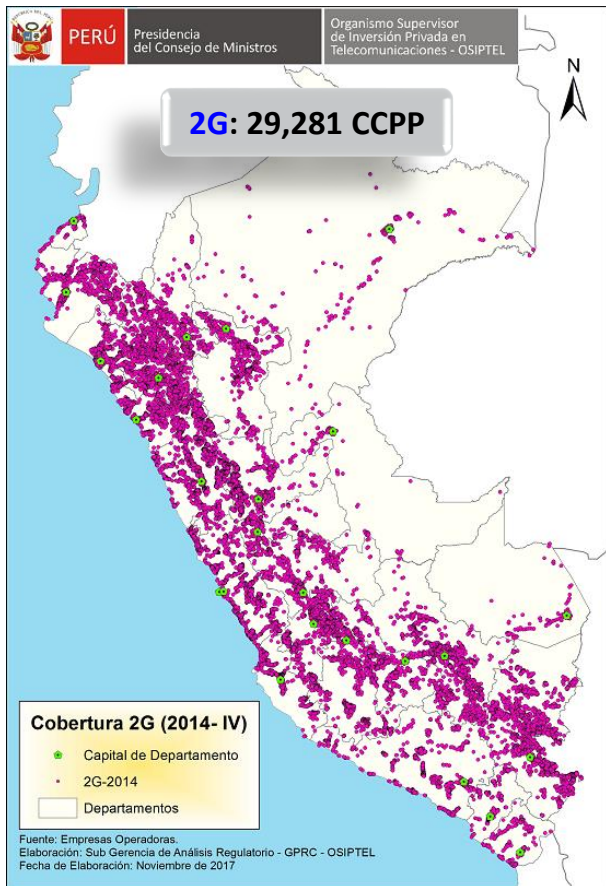 PERÚ
Presidencia
del Consejo de Ministros
Organismo Supervisor
de Inversión Privada en
Telecomunicaciones - OSIPTEL
N
2G: 29,281 CCPP
Cobertura 2G (2014- IV)
Capital de Departamento
2G-2014
Departamentos
Fuente: Empresas Operadoras.
Elaboración: Sub Gerencia de Análisis Regulatorio - GPRC - OSIPTEL
Fecha de Elaboración: Noviembre de 2017